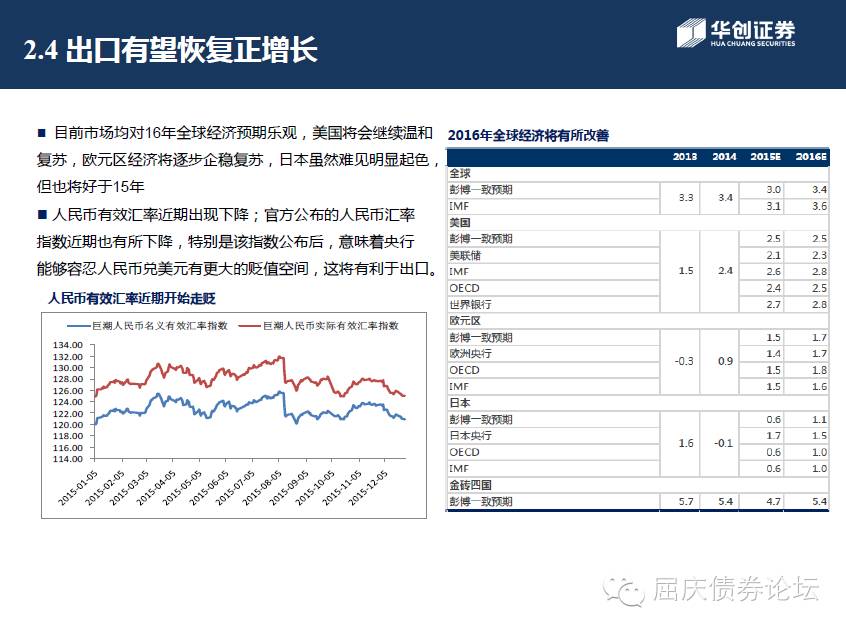 2.4 出口有望恢复正增长
华创证券
HUA CHUANG SECURITIES
■ 目前市场均对16年全球经济预期乐观，美国将会继续温和
复苏，欧元区经济将逐步企稳复苏，日本虽然难见明显起色，
但也将好于15年
■ 人民币有效汇率近期出现下降；官方公布的人民币汇率
指数近期也有所下降，特别是该指数公布后，意味着央行
能够容忍人民币兑美元有更大的贬值空间，这将有利于出口。
人民币有效汇率近期开始走贬
巨潮人民币名义有效汇率指数 巨潮人民币实际有效汇率指数
134.00
132.00
130.00
128.00
126.00
124.00
122.00
120.00
118.00
116.00
114.00
2015-01-05 2015-02-05 2015-03-05 2015-04-05 2015-05-05 2015-06-05 2015-07-05 2015-08-05 2015-09-05 2015-10-05 2015-11-05 2015-12-05
2016年全球经济将有所改善
2013 2014 2015E 2016E
全球
彭博一致预期 3.3 3.4 3.0 3.4
IMF 3.1 3.6
美国
彭博一致预期 2.5 2.5
美联储 2.1 2.3
IMF 1.5 2.4 2.6 2.8
OECD 2.4 2.5
世界银行 2.7 2.8
欧元区
彭博一致预期 1.5 1.7
欧洲央行 -0.3 0.9 1.4 1.7
OECD 1.5 1.8
IMF 1.5 1.6
日本
彭博一致预期 0.6 1.1
日本央行 1.6 -0.1 1.7 1.5
OECD 0.6 1.0
IMF 0.6 1.0
金砖四国
彭博一致预期 5.7 5.4 4.7 5.4
屈庆债券论坛